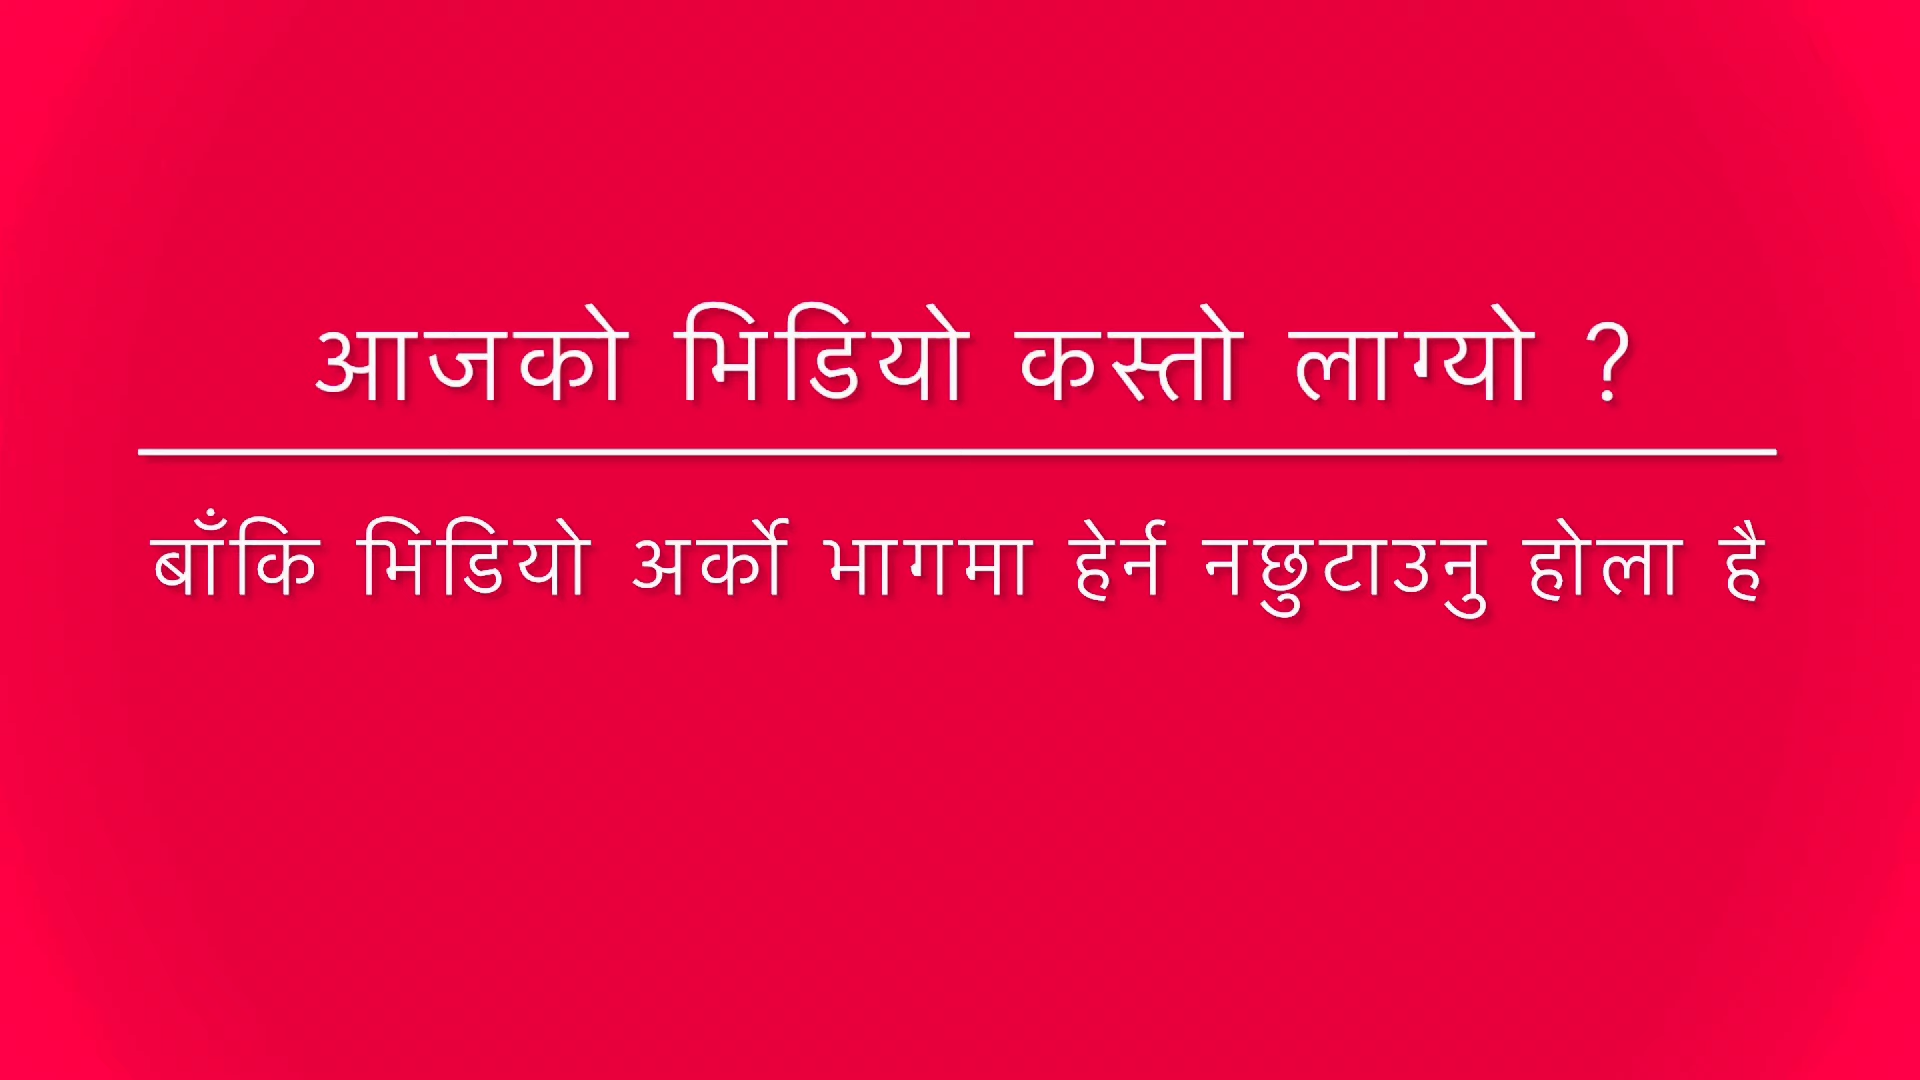 आजको भिडियो कस्तो लाग्यो ?
बाँकि भिडियो अर्को भागमा हेर्न नछुटाउनु होला है